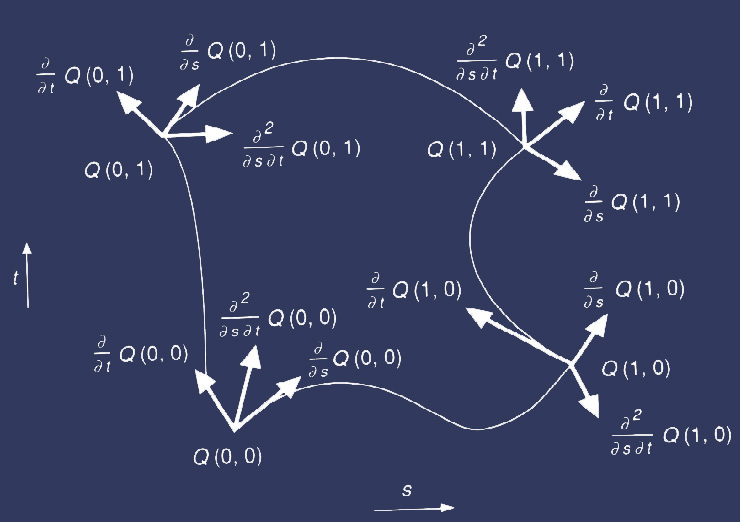 ∂/∂t Q(0, 1)
∂/∂s Q(0, 1)
∂²/∂s∂t Q(0, 1)
Q(0, 1)
∂²/∂s∂t Q(1, 1)
∂/∂t Q(1, 1)
Q(1, 1)
∂/∂s Q(1, 1)
t
∂/∂t Q(0, 0)
∂²/∂s∂t Q(0, 0)
∂/∂s Q(0, 0)
Q(0, 0)
∂/∂t Q(1, 0)
∂/∂s Q(1, 0)
Q(1, 0)
∂²/∂s∂t Q(1, 0)
s